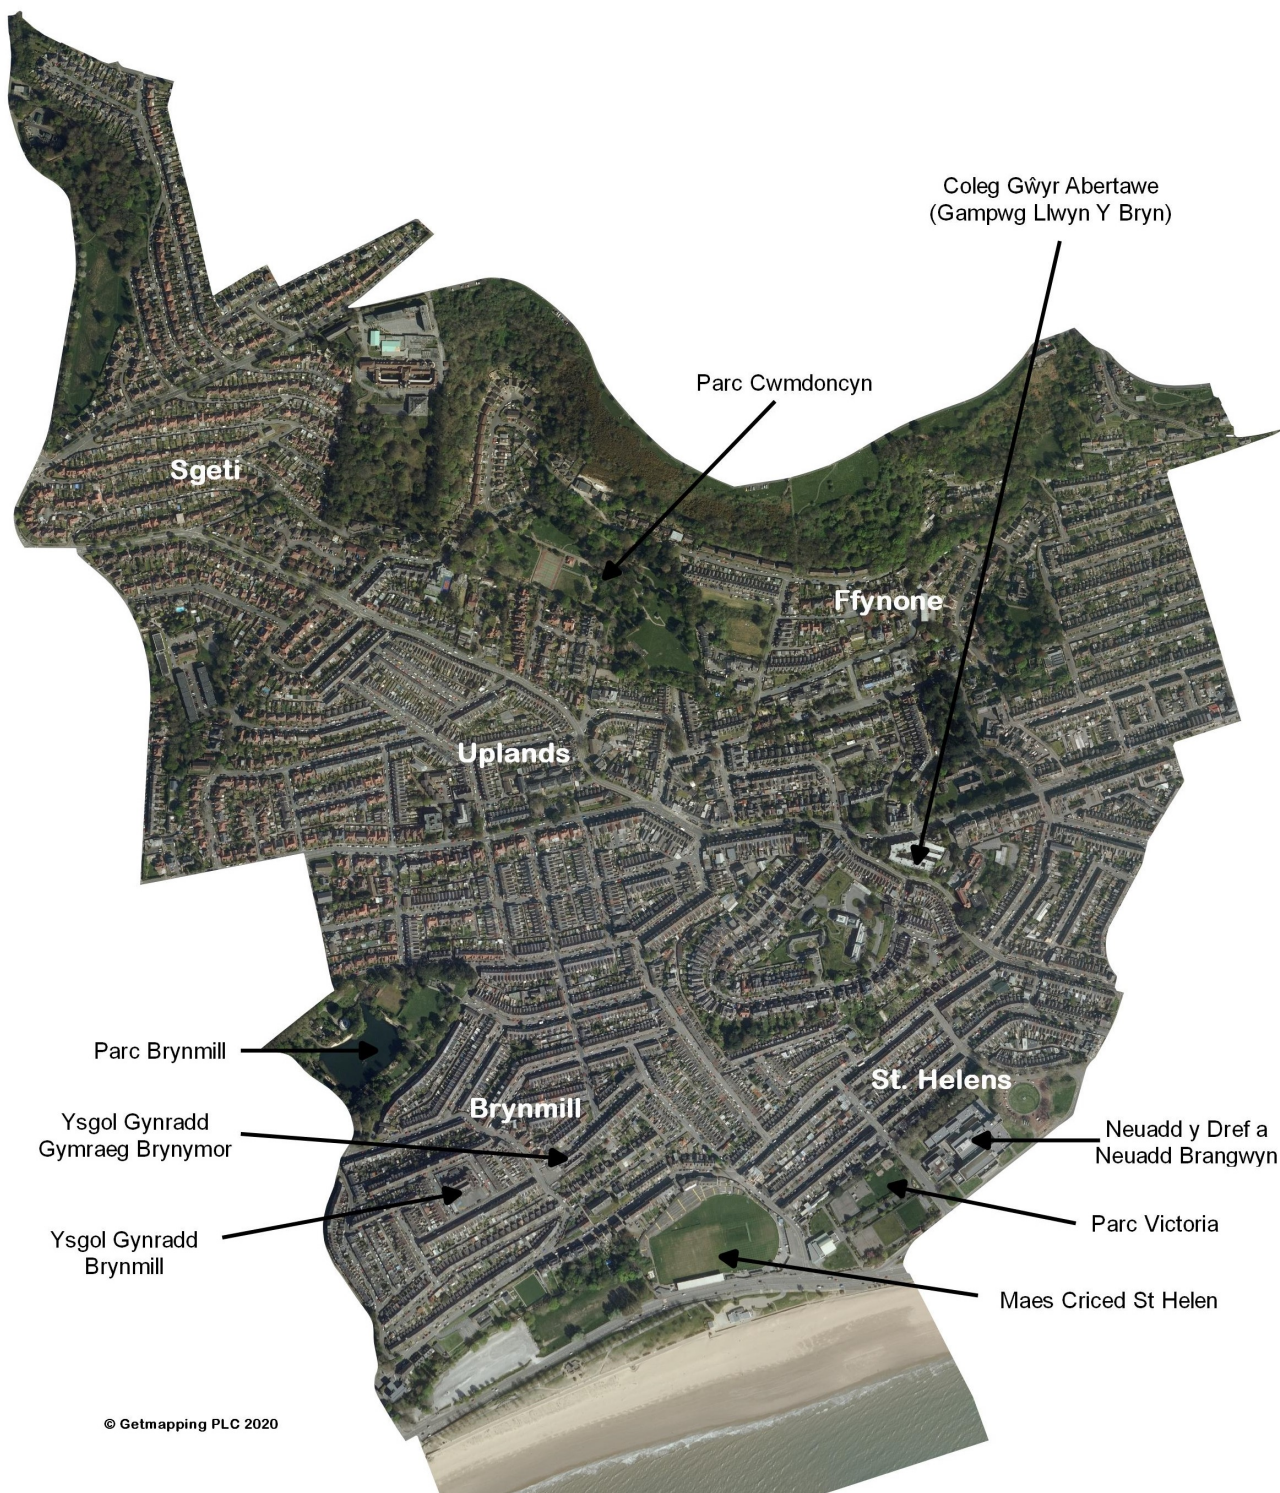 Coleg Gŵyr Abertawe
(Gampwg Llwyn Y Bryn)
Parc Cwmdoncyn
Sgeti
Ffynone
Uplands
Parc Brynmill
St. Helens
Brynmill
Ysgol Gynradd
Gymraeg Brynymor
Neuadd y Dref a
Neuadd Brangwyn
Parc Victoria
Ysgol Gynradd
Brynmill
Maes Criced St Helen
© Getmapping PLC 2020